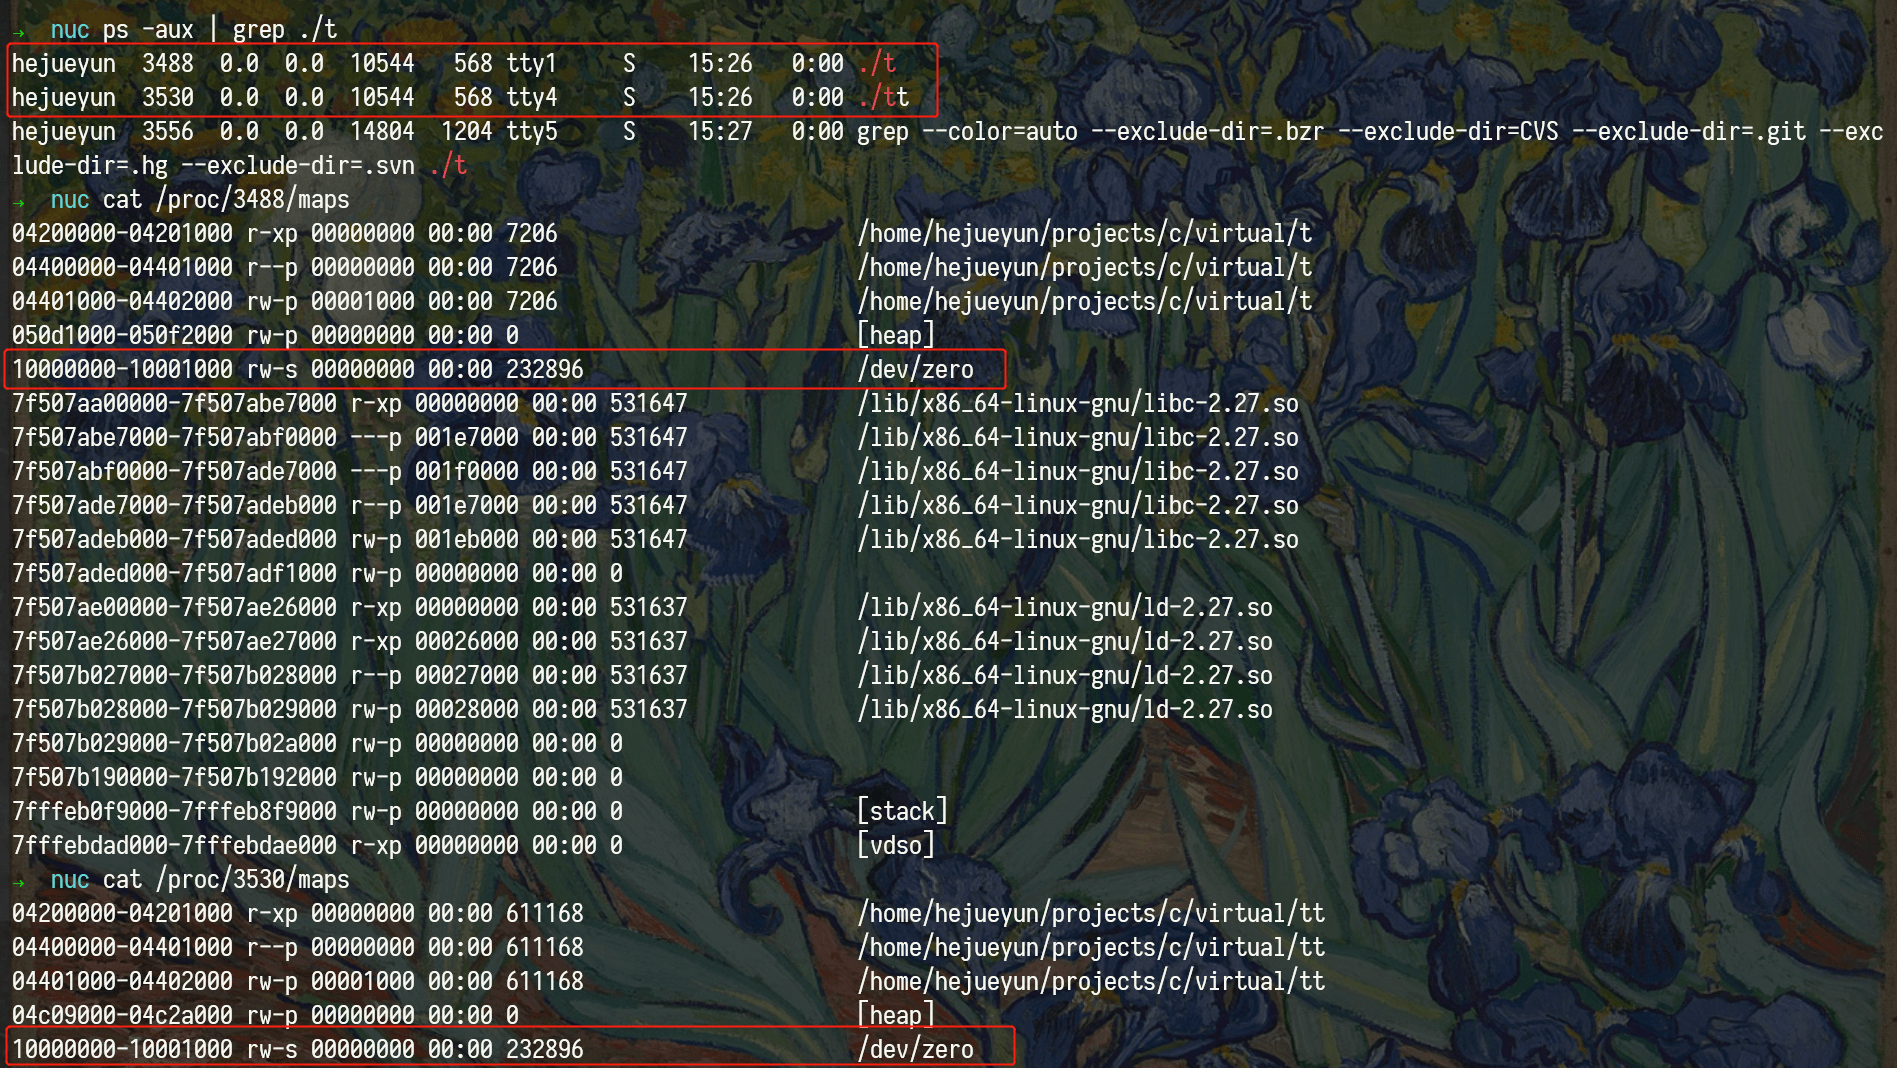 →  nuc ps -aux | grep ./t
hejueyun  3488  0.0  0.0  10544   568 tty1     S    15:26   0:00 ./t
hejueyun  3530  0.0  0.0  10544   568 tty4     S    15:26   0:00 ./tt
hejueyun  3556  0.0  0.0  14804  1204 tty5     S    15:27   0:00 grep --color=auto --exclude-dir=.bzr --exclude-dir=CVS --exclude-dir=.git --exc
lude-dir=.hg --exclude-dir=.svn ./t
→  nuc cat /proc/3488/maps
04200000-04201000 r-xp 00000000 00:00 7206                       /home/hejueyun/projects/c/virtual/t
04400000-04401000 r--p 00000000 00:00 7206                       /home/hejueyun/projects/c/virtual/t
04401000-04402000 rw-p 00001000 00:00 7206                       /home/hejueyun/projects/c/virtual/t
050d1000-050f2000 rw-p 00000000 00:00 0                          [heap]
10000000-10001000 rw-s 00000000 00:00 232896                     /dev/zero
7f507aa00000-7f507abe7000 r-xp 00000000 00:00 531647             /lib/x86_64-linux-gnu/libc-2.27.so
7f507abe7000-7f507abf0000 ---p 001e7000 00:00 531647             /lib/x86_64-linux-gnu/libc-2.27.so
7f507abf0000-7f507ade7000 ---p 001f0000 00:00 531647             /lib/x86_64-linux-gnu/libc-2.27.so
7f507ade7000-7f507adeb000 r--p 001e7000 00:00 531647             /lib/x86_64-linux-gnu/libc-2.27.so
7f507adeb000-7f507aded000 rw-p 001eb000 00:00 531647             /lib/x86_64-linux-gnu/libc-2.27.so
7f507aded000-7f507adf1000 rw-p 00000000 00:00 0
7f507ae00000-7f507ae26000 r-xp 00000000 00:00 531637             /lib/x86_64-linux-gnu/ld-2.27.so
7f507ae26000-7f507ae27000 r-xp 00026000 00:00 531637             /lib/x86_64-linux-gnu/ld-2.27.so
7f507b027000-7f507b028000 r--p 00027000 00:00 531637             /lib/x86_64-linux-gnu/ld-2.27.so
7f507b028000-7f507b029000 rw-p 00028000 00:00 531637             /lib/x86_64-linux-gnu/ld-2.27.so
7f507b029000-7f507b02a000 rw-p 00000000 00:00 0
7f507b190000-7f507b192000 rw-p 00000000 00:00 0
7fffeb0f9000-7fffeb8f9000 rw-p 00000000 00:00 0                  [stack]
7fffebdad000-7fffebdae000 r-xp 00000000 00:00 0                  [vdso]
→  nuc cat /proc/3530/maps
04200000-04201000 r-xp 00000000 00:00 611168                     /home/hejueyun/projects/c/virtual/tt
04400000-04401000 r--p 00000000 00:00 611168                     /home/hejueyun/projects/c/virtual/tt
04401000-04402000 rw-p 00001000 00:00 611168                     /home/hejueyun/projects/c/virtual/tt
04c09000-04c2a000 rw-p 00000000 00:00 0                          [heap]
10000000-10001000 rw-s 00000000 00:00 232896                     /dev/zero